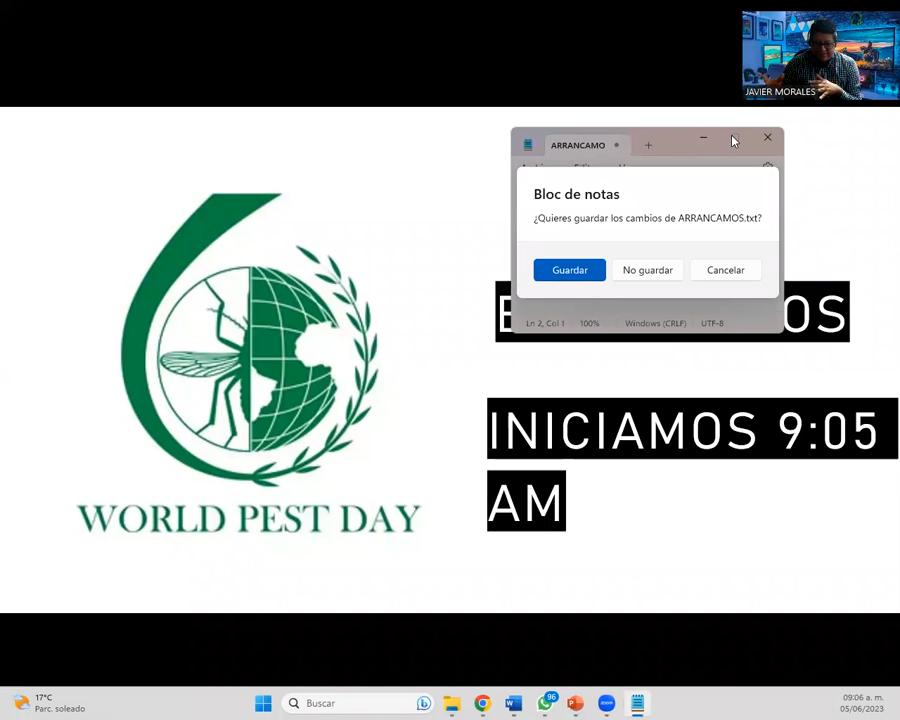 JAVIER MORALES
ARRANCAMO
Bloc de notas
¿Quieres guardar los cambios de ARRANCAMOS.txt?
Guardar
No guardar
Cancelar
Ln 2, Col 1
100%
Windows (CRLF)
UTF-8
OS
INICIAMOS 9:05
AM
WORLD PEST DAY
17°C
Parc. soleado
Buscar
96
zoom
09:06 a. m.
05/06/2023